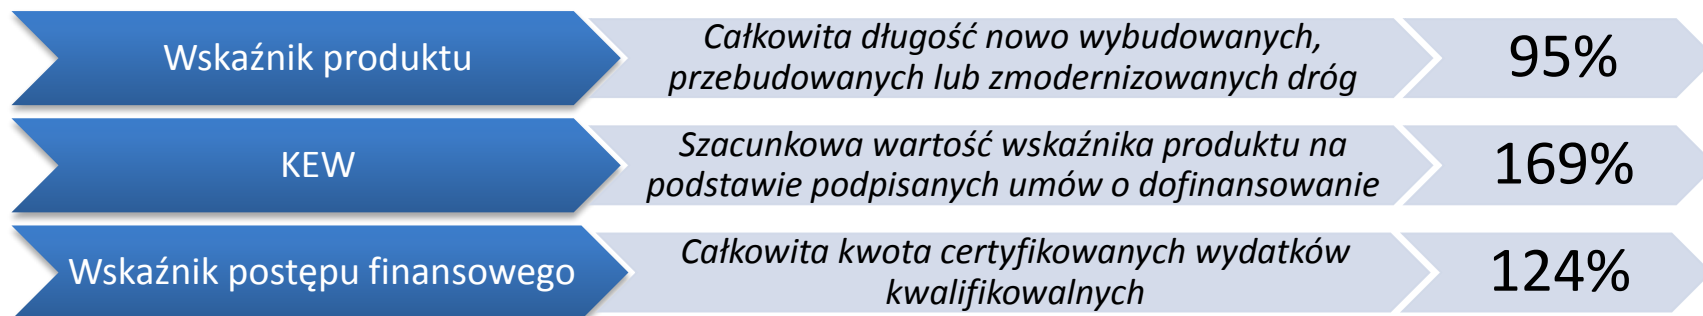 Wskaźnik produktu
Całkowita długość nowo wybudowanych,
przebudowanych lub zmodernizowanych dróg
95%
KEW
Szacunkowa wartość wskaźnika produktu na
podstawie podpisanych umów o dofinansowanie
169%
Wskaźnik postępu finansowego
Całkowita kwota certyfikowanych wydatków
kwalifikowalnych
124%